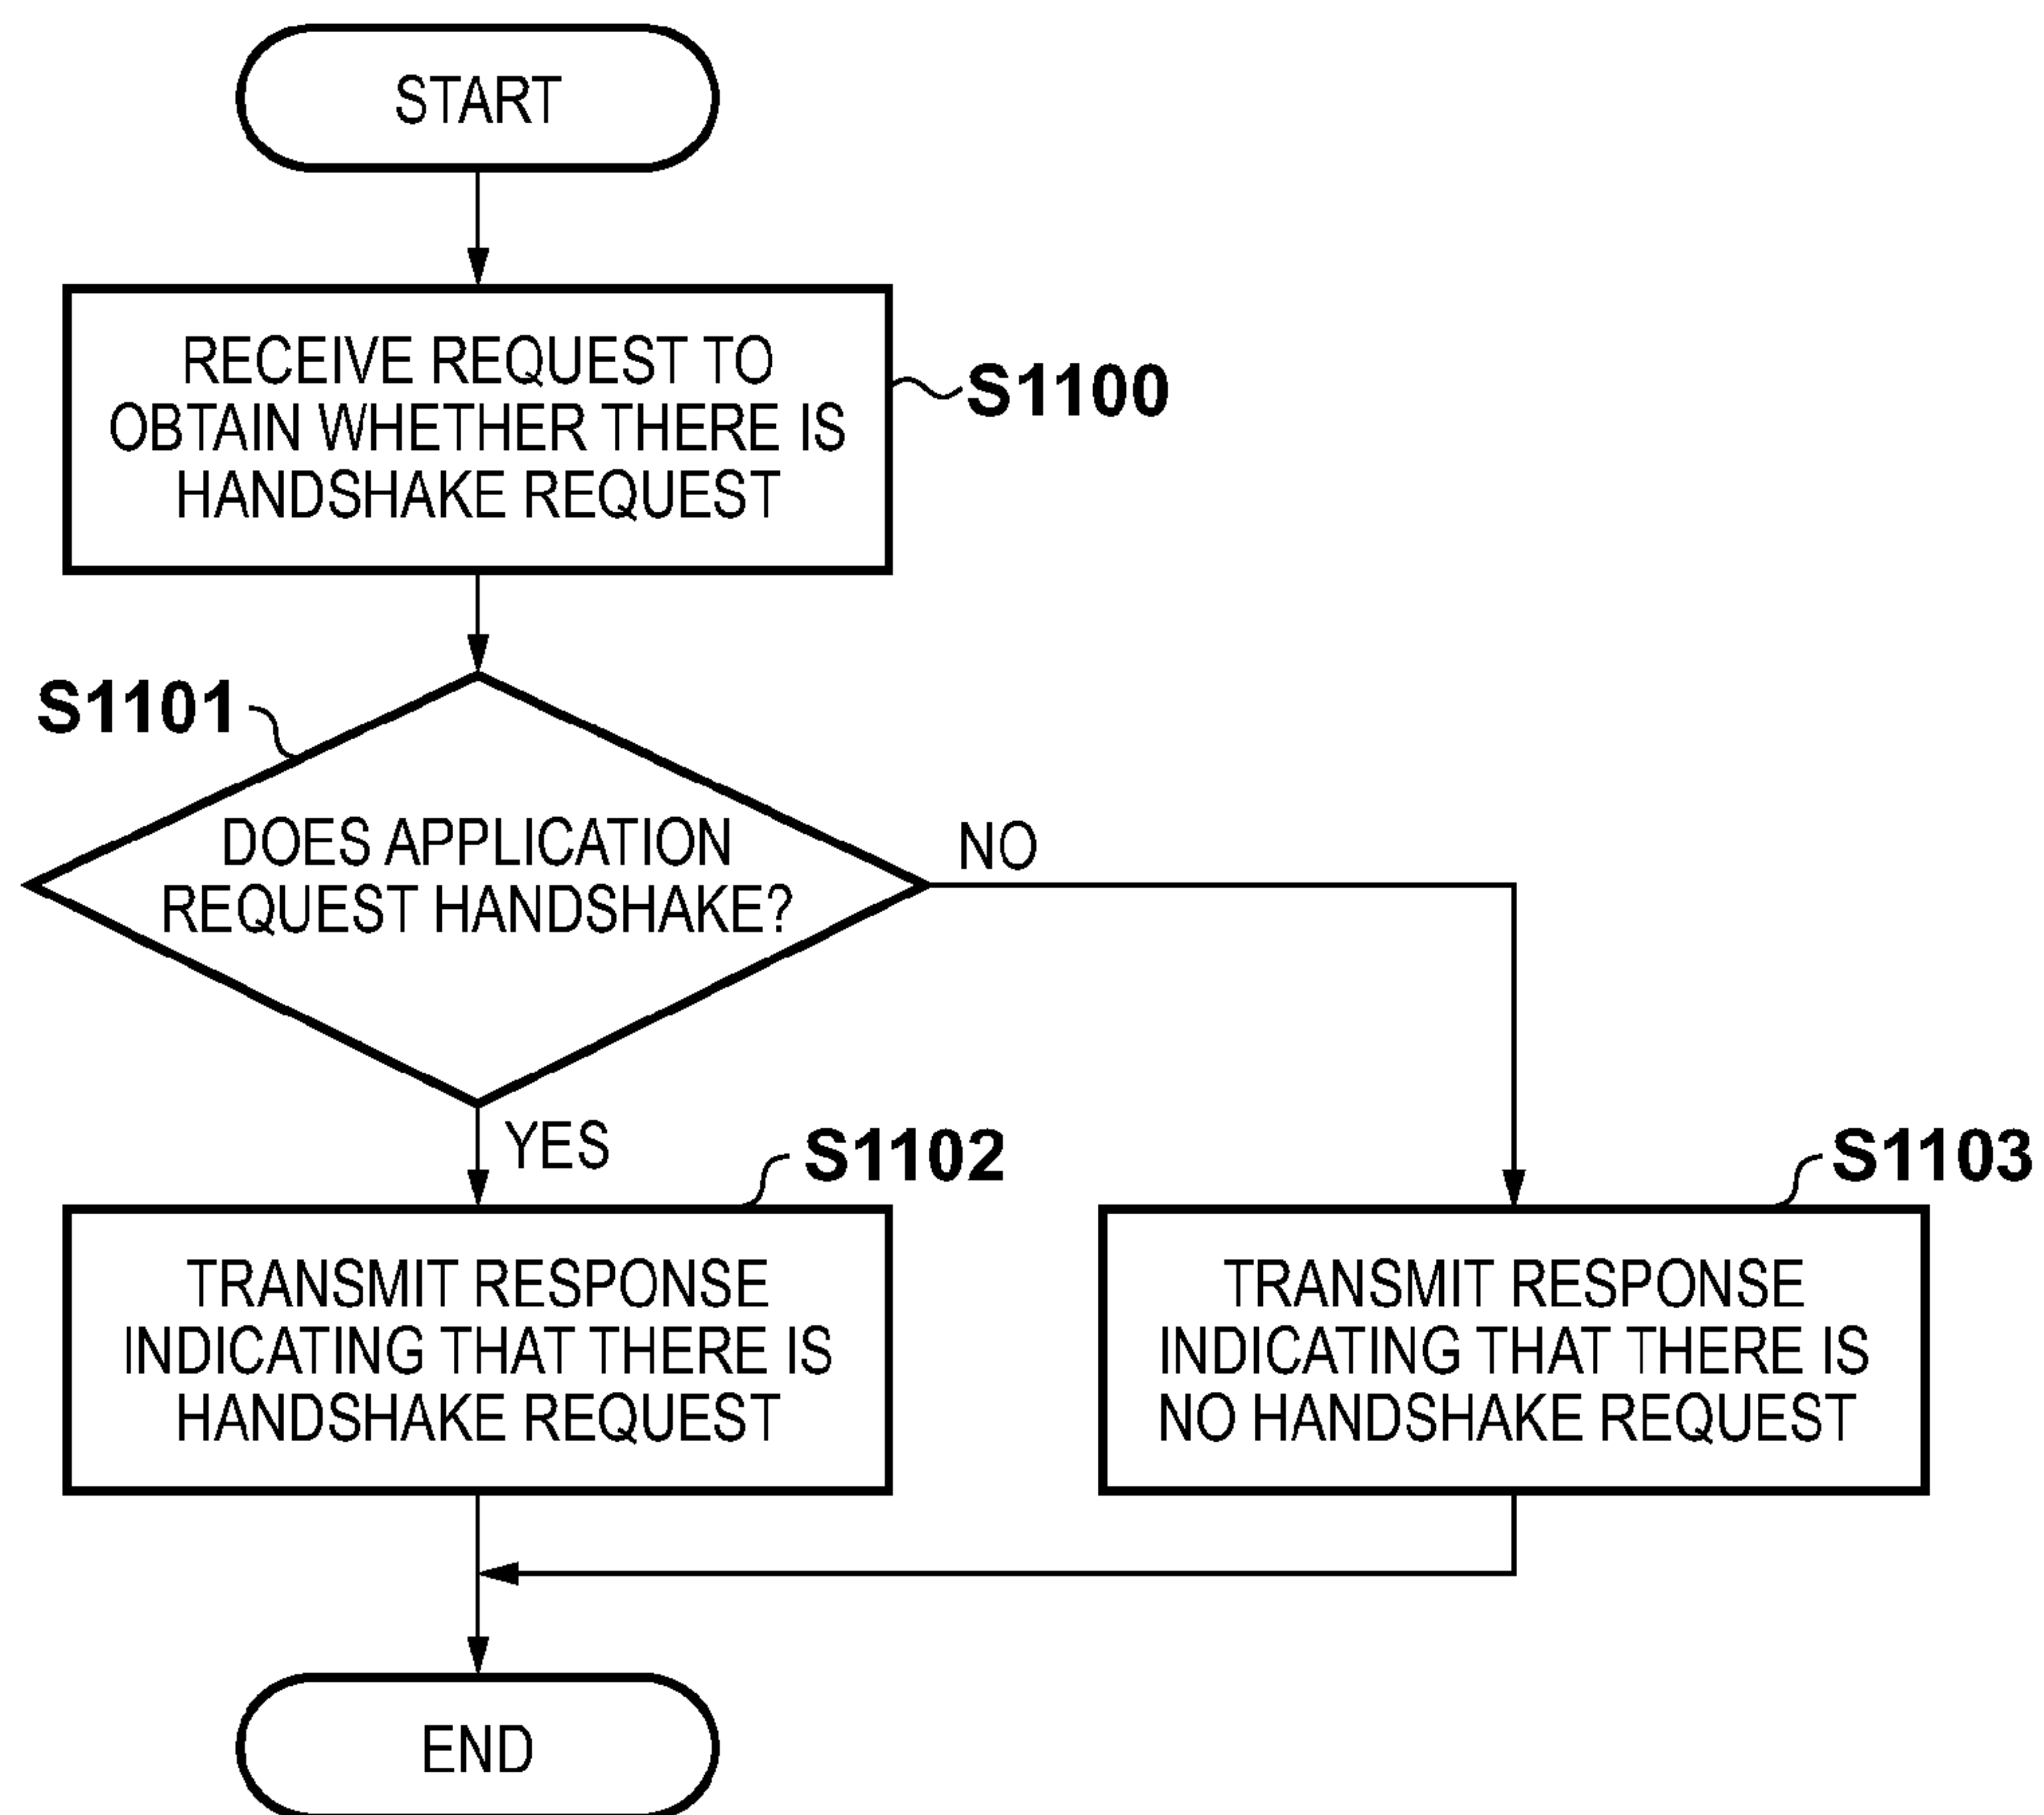 START
RECEIVE REQUEST TO
OBTAIN WHETHER THERE IS
HANDSHAKE REQUEST
S1100
S1101
DOES APPLICATION
REQUEST HANDSHAKE?
NO
YES
S1102
TRANSMIT RESPONSE
INDICATING THAT THERE IS
HANDSHAKE REQUEST
S1103
TRANSMIT RESPONSE
INDICATING THAT THERE IS
NO HANDSHAKE REQUEST
END